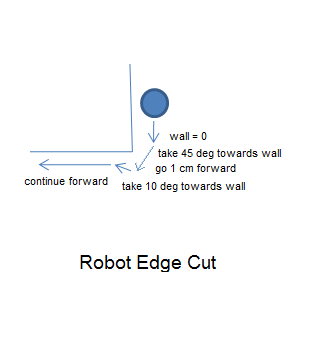 wall = 0
take 45 deg towards wall
go 1 cm forward
continue forward
take 10 deg towards wall
Robot Edge Cut